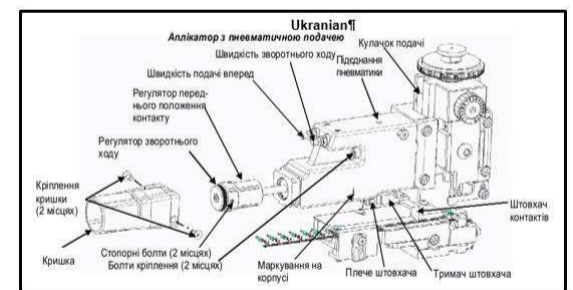 Ukranian¶
Аплікатор з пневматичною подачею
Швидкість зворотнього ходу
Кулачок подачі
Швидкість подачі вперед
Підєднання
пневматики
Регулятор перед-
нього положення
контакту
Регулятор зворотнього
ходу
Кріплення
кришки
(2 місцях)
Кришка
Стопорні болти (2 місцях)
Болти кріплення (2 місцях)
Маркування на
корпусі
Плече штовхача
Тримач штовхача
Штовхач
контактів